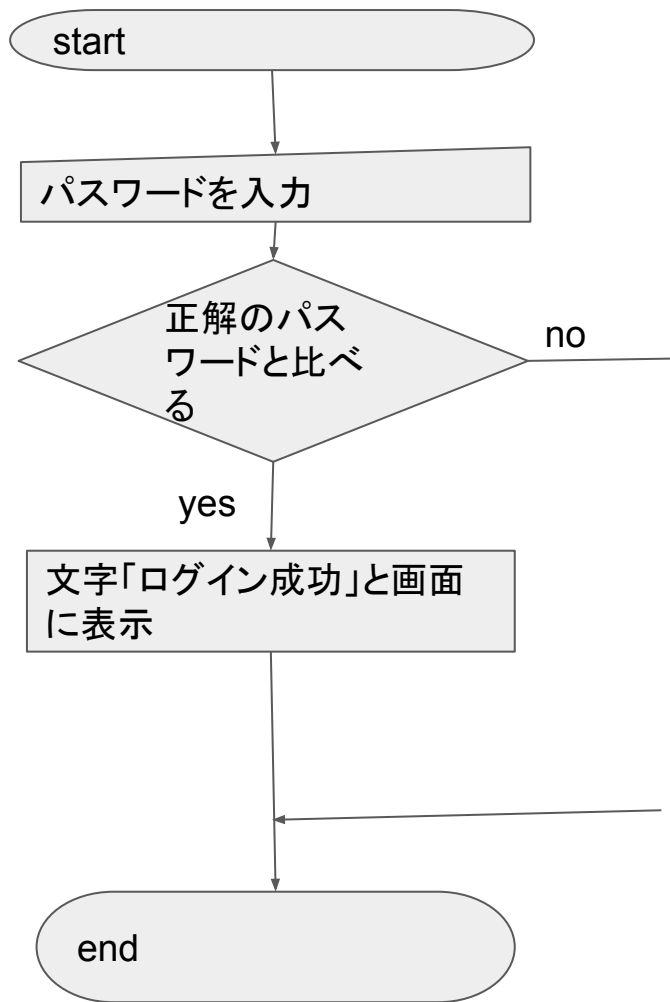 start
パスワードを入力
正解のパス
ワードと比べ
る
no
yes
文字「ログイン成功」と画面
に表示
end